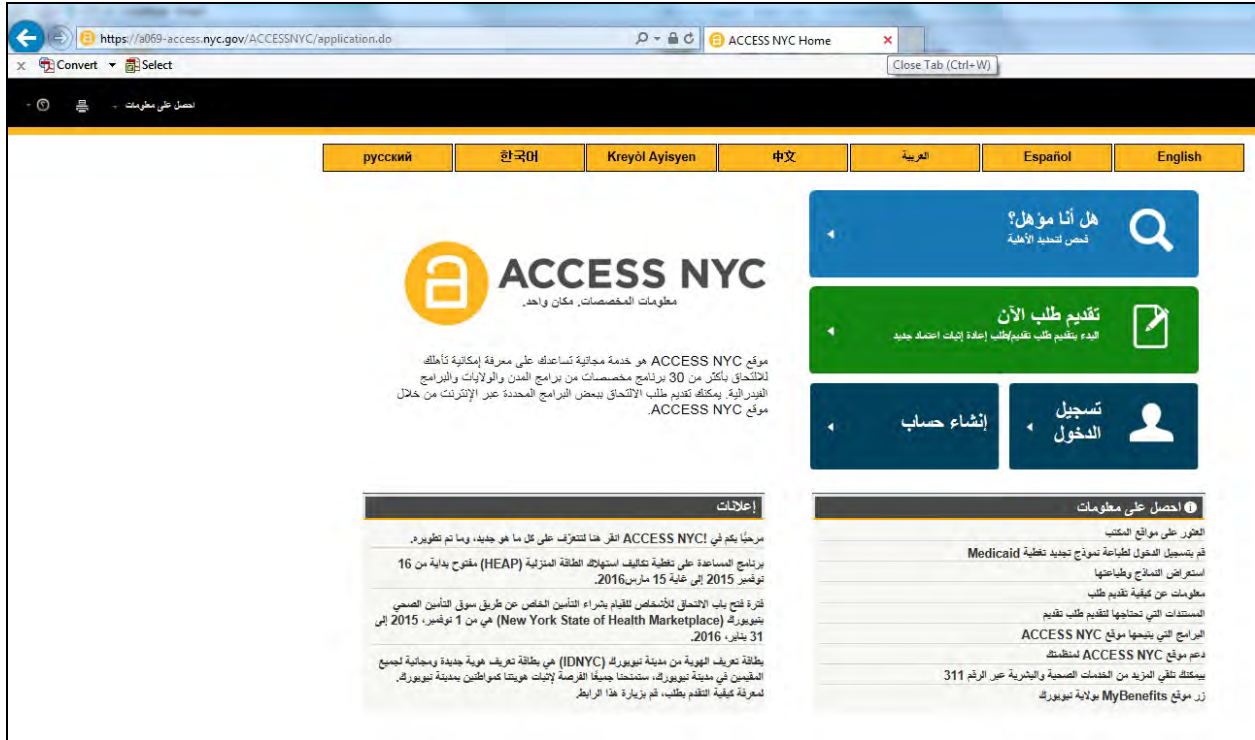 https://a069-access.nyc.gov/ACCESSNYC/application.do
ACCESS NYC Home
Convert
Select
Close Tab (Ctrl+W)
احصل على معلومات
русский
한국어
Kreyòl Ayisyen
中文
العربية
Español
English
هل أنا مؤهل؟
فحص لتحديد الأهلية
تقديم طلب الآن
البدء بتقديم طلب تقديم/طلب إعادة إثبات اعتماد جديد
تسجيل
الدخول
إنشاء حساب
ACCESS NYC
معلومات المخصصات. مكان واحد.
موقع ACCESS NYC هو خدمة مجانية تساعدك على معرفة إمكانية تأهلك
للالتحاق بأكثر من 30 برنامج مخصصات من برامج المدن والولايات والبرامج
الفيدرالية. يمكنك تقديم طلب الالتحاق ببعض البرامج المحددة عبر الإنترنت من خلال
موقع ACCESS NYC.
احصل على معلومات
العثور على مواقع المكتب
قم بتسجيل الدخول لطباعة نموذج تجديد تغطية Medicaid
استعراض النماذج وطباعتها
معلومات عن كيفية تقديم طلب
المستندات التي تحتاجها لتقديم طلب تقديم
البرامج التي يتيحها موقع ACCESS NYC
دعم موقع ACCESS NYC لمنظمتك
يمكنك تلقي المزيد من الخدمات الصحية والبشرية عبر الرقم 311
زر موقع MyBenefits بولاية نيويورك
إعلانات
مرحبًا بكم في ACCESS NYC! انقر هنا لتتعرّف على كل ما هو جديد، وما تم تطويره.
برنامج المساعدة على تغطية تكاليف استهلاك الطاقة المنزلية (HEAP) مفتوح بداية من 16
نوفمبر 2015 إلى غاية 15 مارس2016.
فترة فتح باب الالتحاق للأشخاص للقيام بشراء التأمين الخاص عن طريق سوق التأمين الصحي
بنيويورك (New York State of Health Marketplace) هي من 1 نوفمبر، 2015 إلى
31 يناير، 2016.
بطاقة تعريف الهوية من مدينة نيويورك (IDNYC) هي بطاقة تعريف هوية جديدة ومجانية لجميع
المقيمين في مدينة نيويورك، ستمنحنا جميعًا الفرصة لإثبات هويتنا كمواطنين بمدينة نيويورك.
لمعرفة كيفية التقدم بطلب، قم بزيارة هذا الرابط.